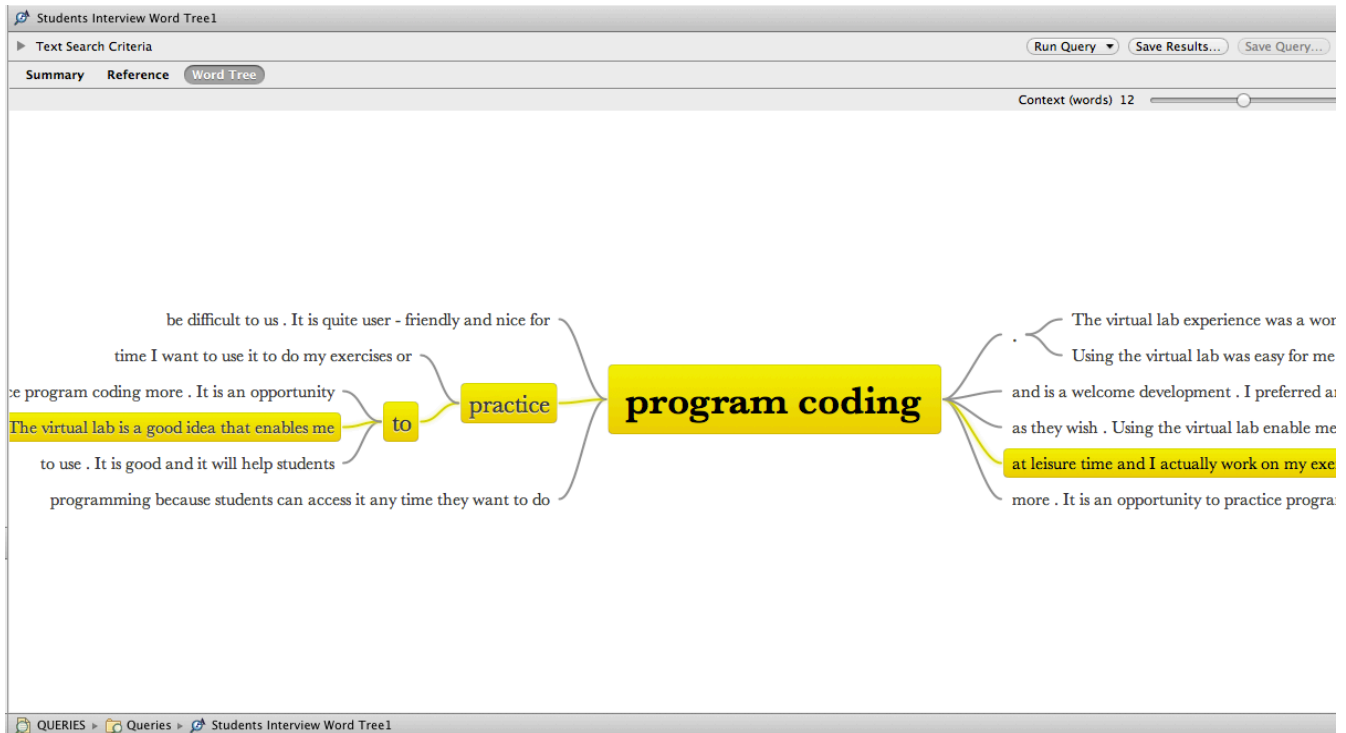 Students Interview Word Tree1
Text Search Criteria
Run Query Save Results... Save Query...
Summary Reference Word Tree
Context (words) 12
be difficult to us . It is quite user - friendly and nice for
The virtual lab experience was a
time I want to use it to do my exercises or
Using the virtual lab was easy for me
program coding more . It is an opportunity
practice
program coding
.
and is a welcome development . I preferred
The virtual lab is a good idea that enables me
to
as they wish . Using the virtual lab enable me
to use . It is good and it will help students
at leisure time and I actually work on my
programming because students can access it any time they want to do
more . It is an opportunity to practice
QUERIES Queries Students Interview Word Tree1